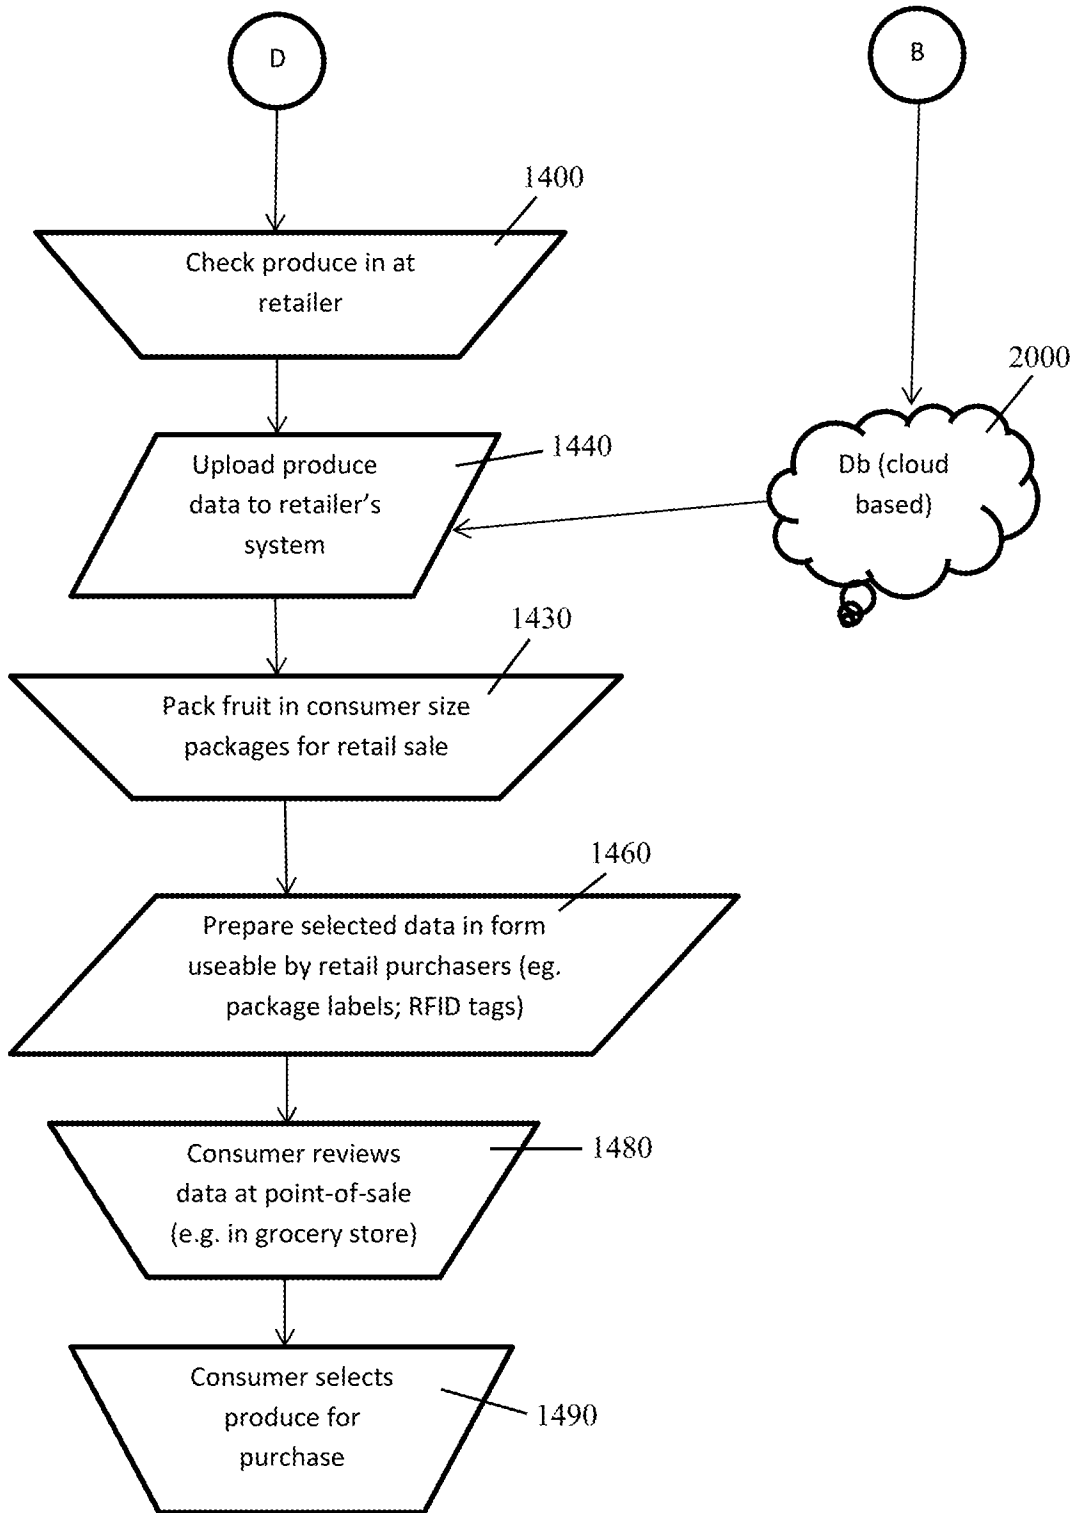 D
B
1400
Check produce in at
retailer
2000
1440
Upload produce
data to retailer's
system
Db (cloud
based)
1430
Pack fruit in consumer size
packages for retail sale
1460
Prepare selected data in form
useable by retail purchasers (eg.
package labels; RFID tags)
1480
Consumer reviews
data at point-of-sale
(e.g. in grocery store)
Consumer selects
produce for
purchase
1490